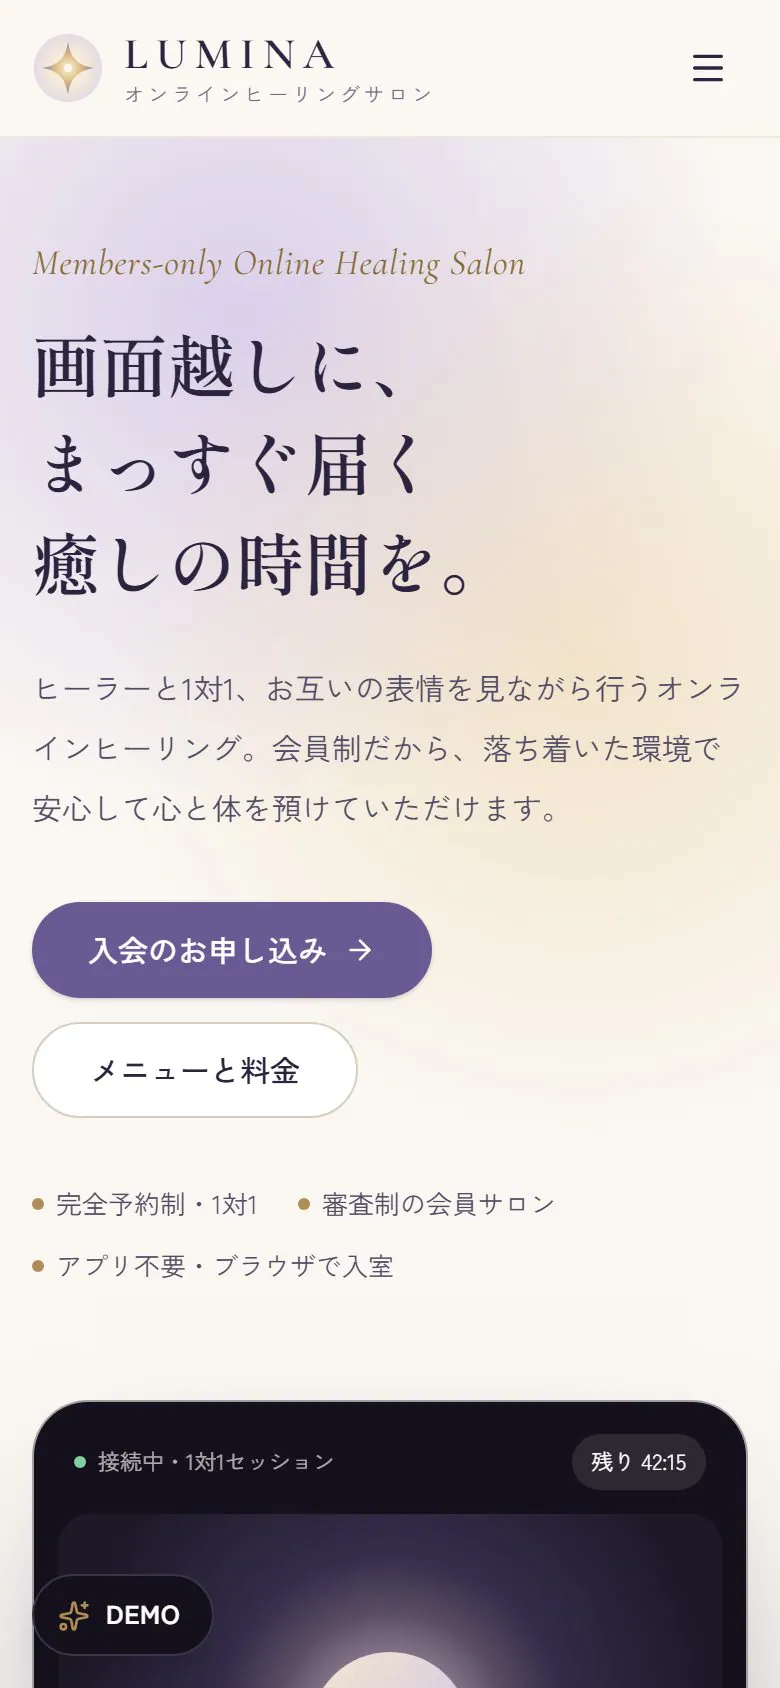 LUMINA
オンラインヒーリングサロン
Members-only Online Healing Salon
画面越しに、
まっすぐ届く
癒しの時間を。
ヒーラーと1対1、お互いの表情を見ながら行うオンラ
インヒーリング。会員制だから、落ち着いた環境で
安心して心と体を預けていただけます。
入会のお申し込み →
メニューと料金
完全予約制・1対1
審査制の会員サロン
アプリ不要・ブラウザで入室
接続中・1対1セッション
残り 42:15
DEMO